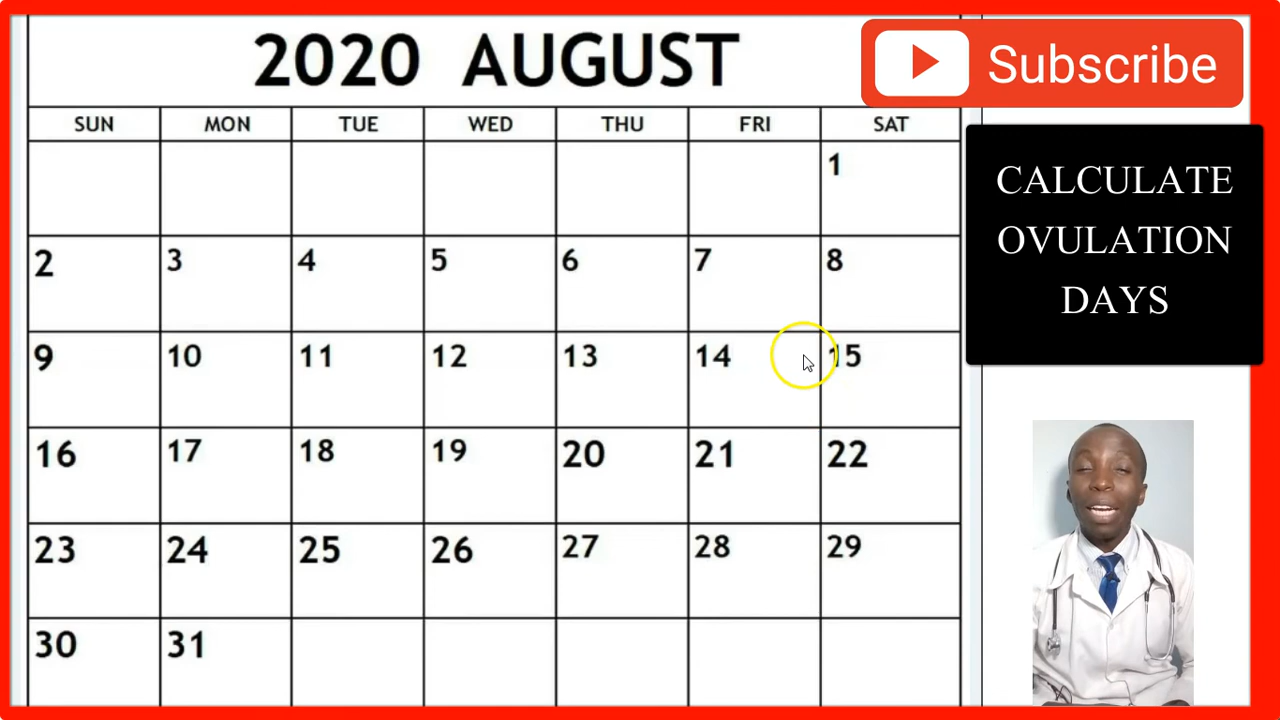 2020 AUGUST
Subscribe
SUN MON TUE WED THU FRI SAT
1
2 3 4 5 6 7 8
9 10 11 12 13 14 15
16 17 18 19 20 21 22
23 24 25 26 27 28 29
30 31
CALCULATE
OVULATION
DAYS